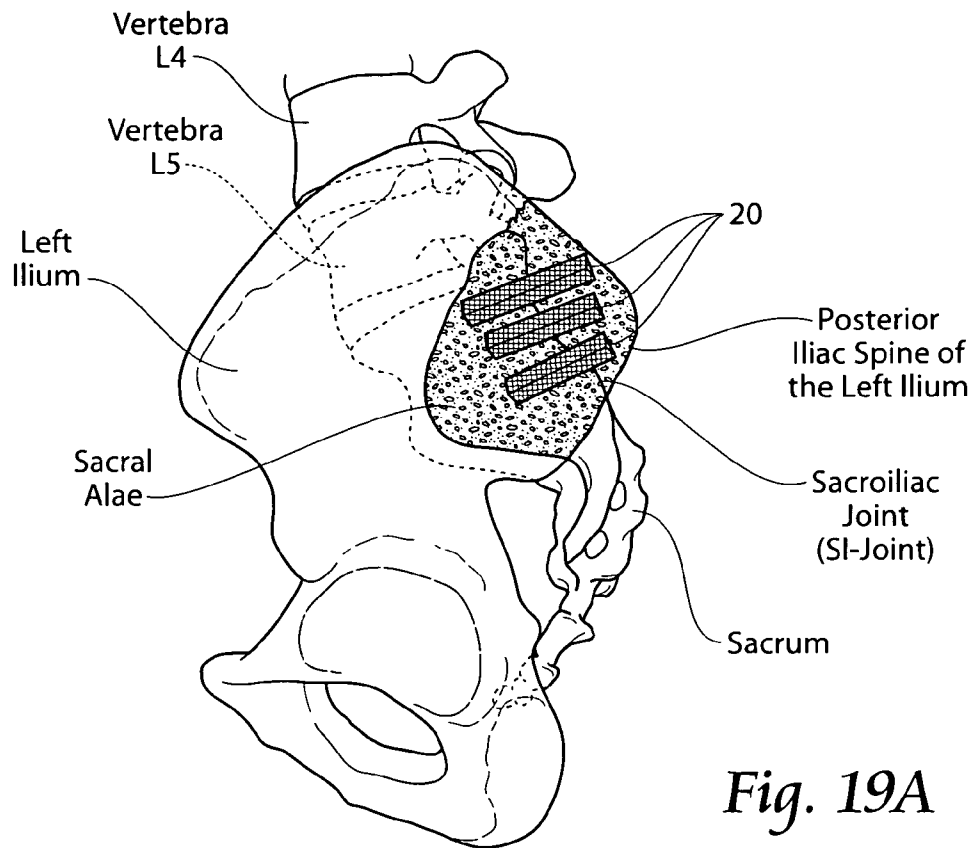 Vertebra
L4
Vertebra
L5
20
Left
Ilium
Posterior
Iliac Spine of
the Left Ilium
Sacral
Alae
Sacroiliac
Joint
(SI-Joint)
Sacrum
Fig. 19A